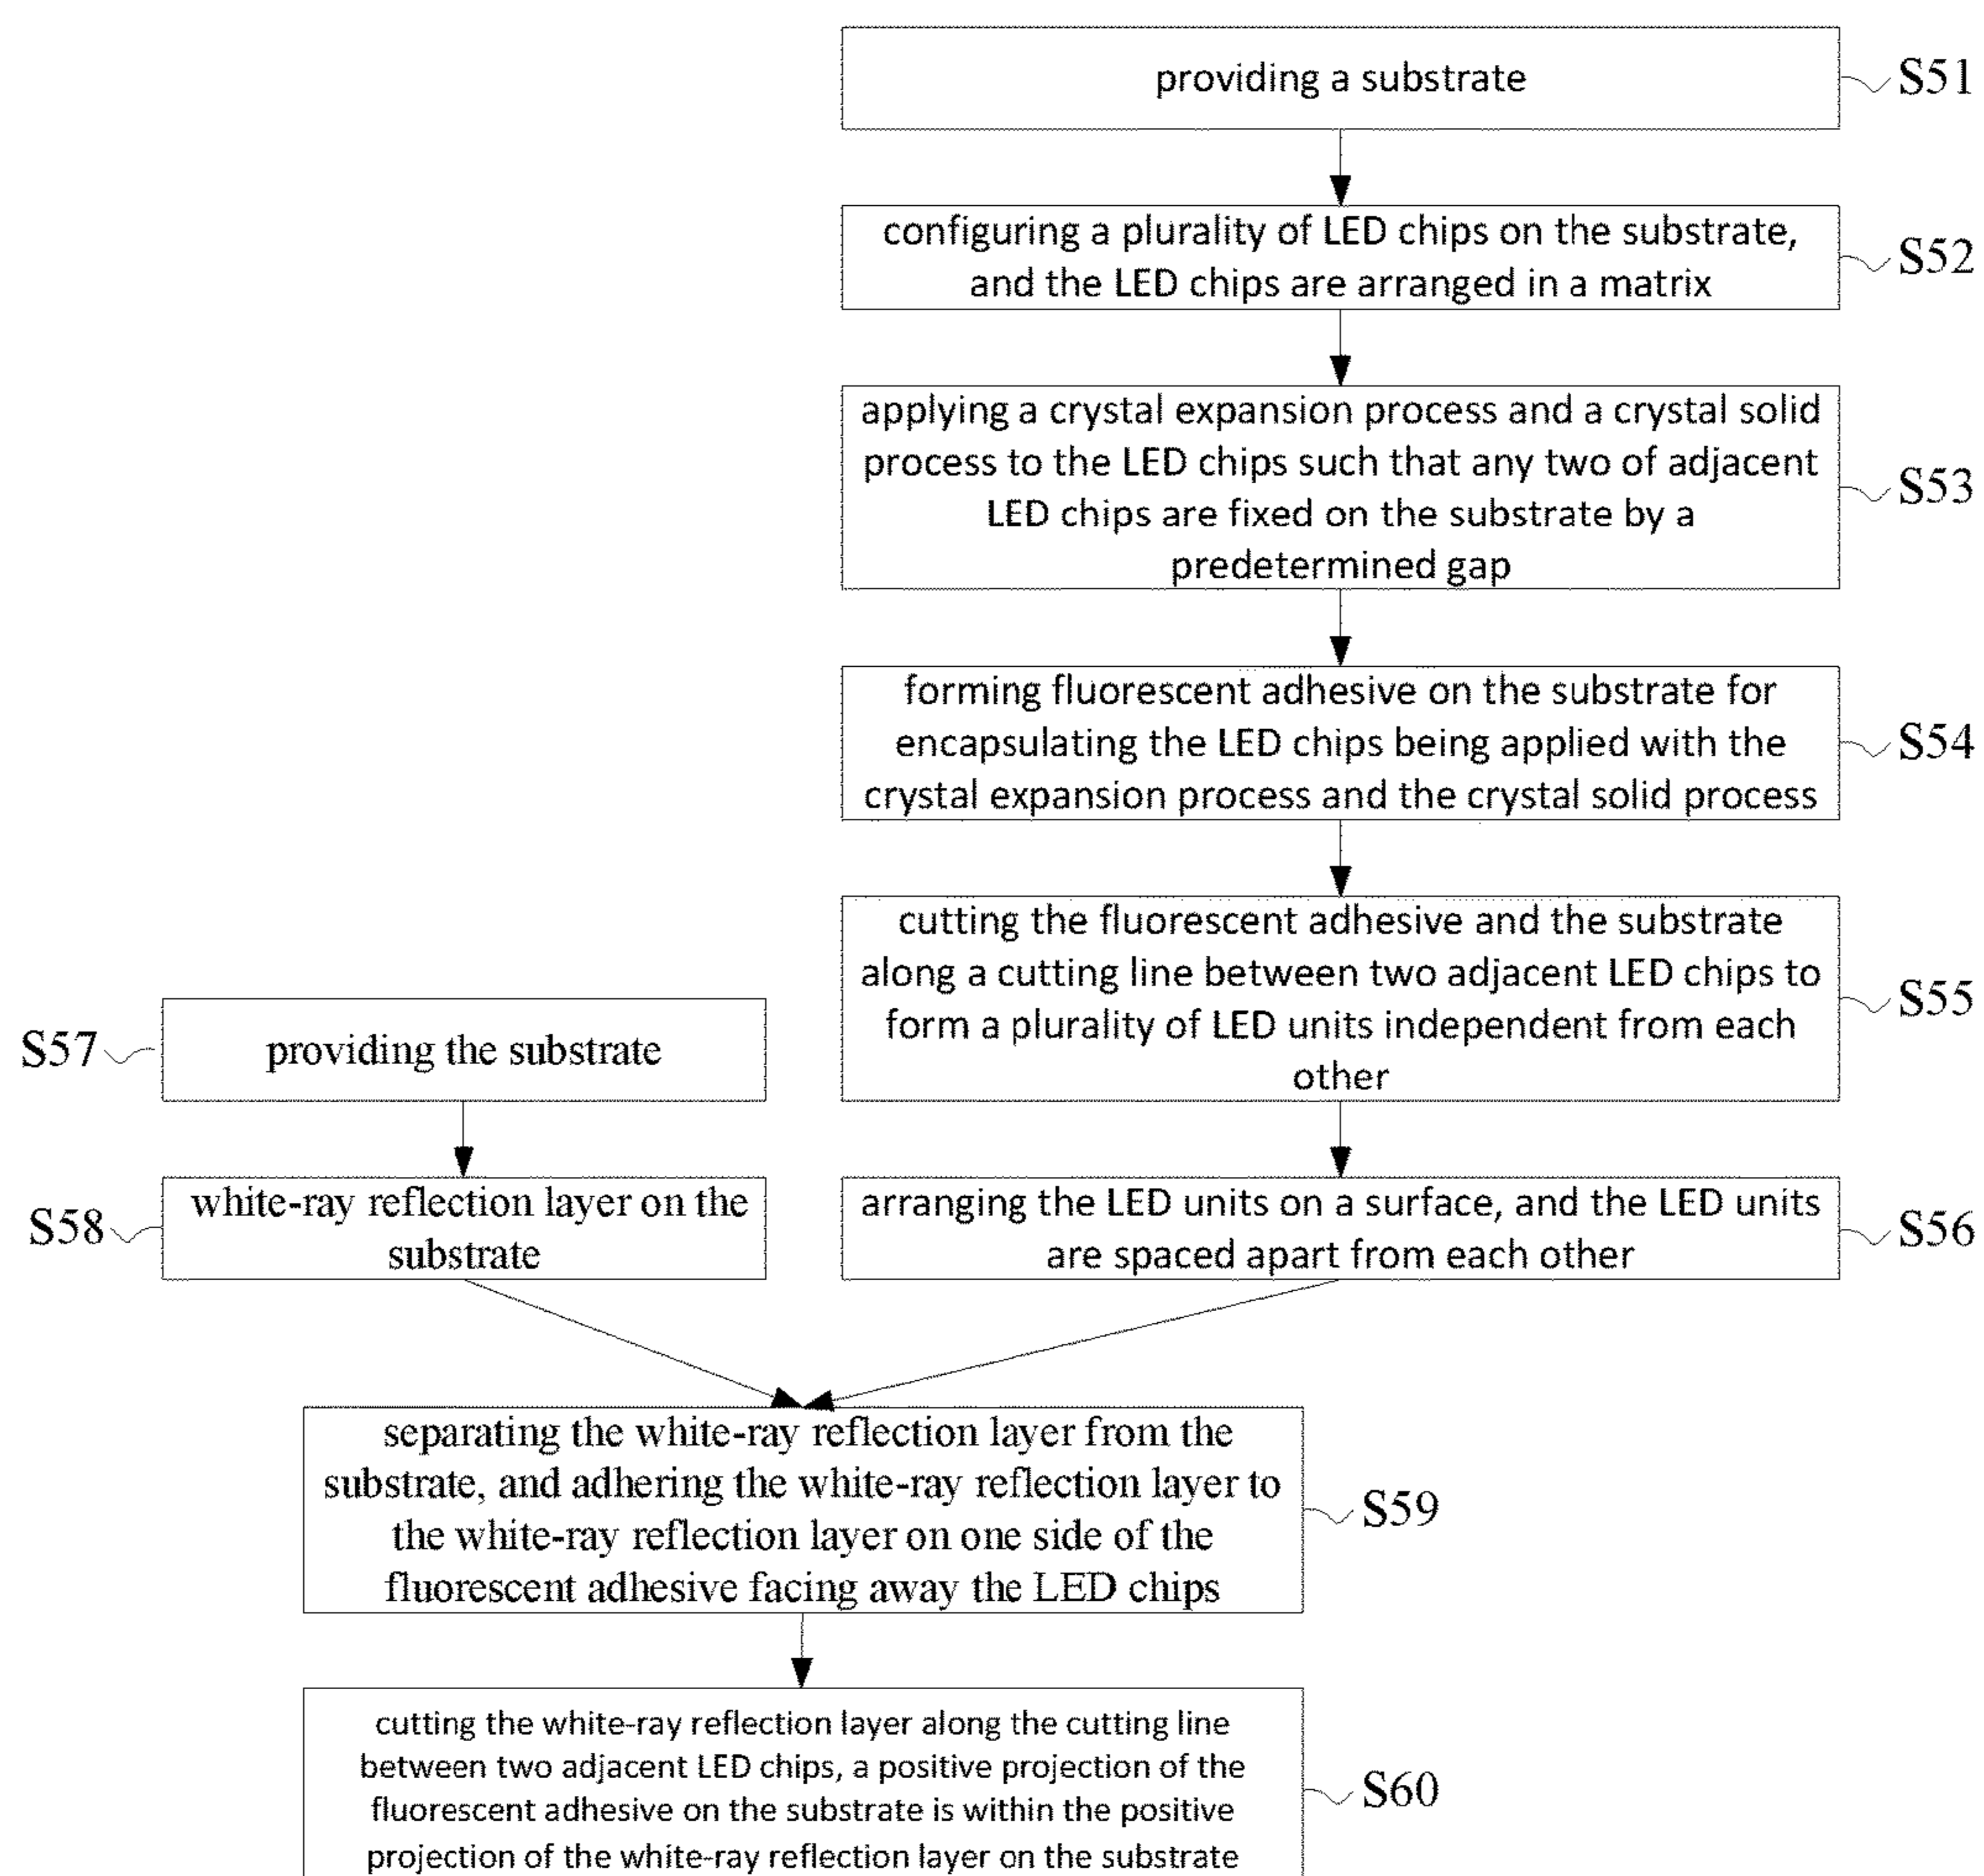 providing a substrate
S51
configuring a plurality of LED chips on the substrate,
and the LED chips are arranged in a matrix
S52
applying a crystal expansion process and a crystal solid
process to the LED chips such that any two of adjacent
LED chips are fixed on the substrate by a
predetermined gap
S53
forming fluorescent adhesive on the substrate for
encapsulating the LED chips being applied with the
crystal expansion process and the crystal solid process
S54
cutting the fluorescent adhesive and the substrate
along a cutting line between two adjacent LED chips to
form a plurality of LED units independent from each
other
S55
S57
providing the substrate
S58
white-ray reflection layer on the
substrate
arranging the LED units on a surface, and the LED units
are spaced apart from each other
S56
separating the white-ray reflection layer from the
substrate, and adhering the white-ray reflection layer to
the white-ray reflection layer on one side of the
fluorescent adhesive facing away the LED chips
S59
cutting the white-ray reflection layer along the cutting line
between two adjacent LED chips, a positive projection of the
fluorescent adhesive on the substrate is within the positive
projection of the white-ray reflection layer on the substrate
S60